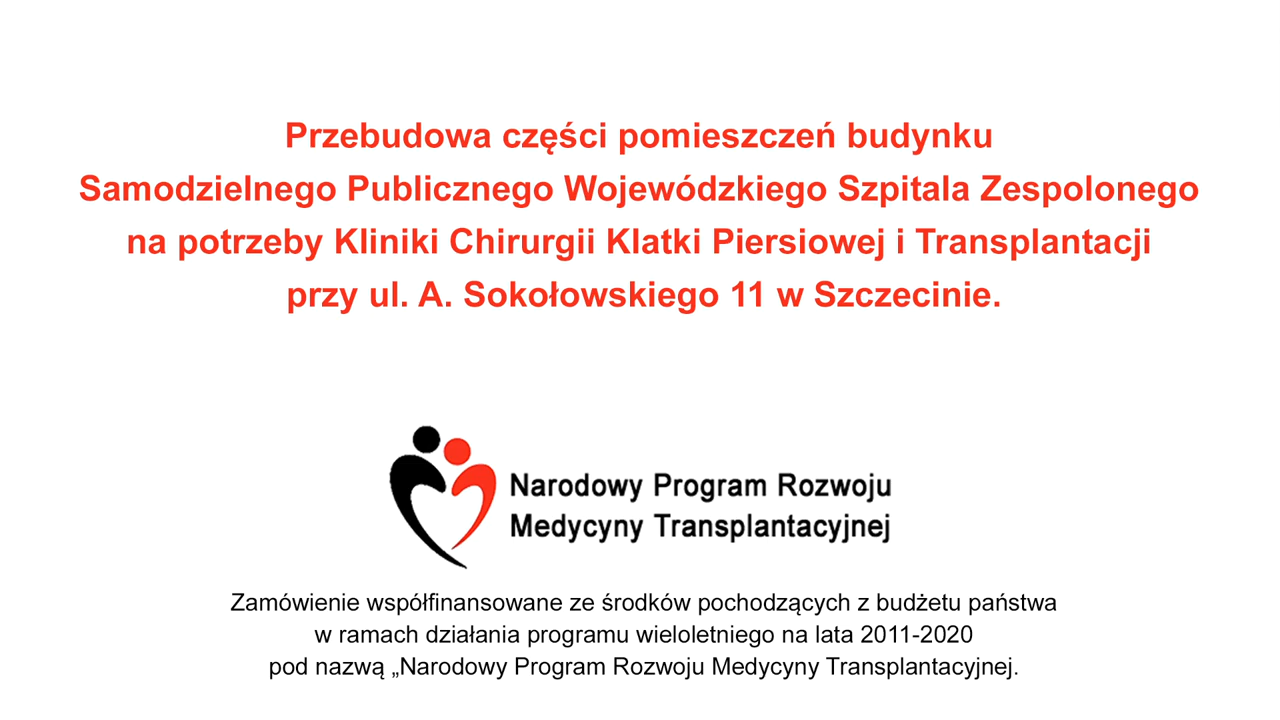 Przebudowa części pomieszczeń budynku
Samodzielnego Publicznego Wojewódzkiego Szpitala Zespolonego
na potrzeby Kliniki Chirurgii Klatki Piersiowej i Transplantacji
przy ul. A. Sokołowskiego 11 w Szczecinie.
Narodowy Program Rozwoju
Medycyny Transplantacyjnej
Zamówienie współfinansowane ze środków pochodzących z budżetu państwa
w ramach działania programu wieloletniego na lata 2011-2020
pod nazwą „Narodowy Program Rozwoju Medycyny Transplantacyjnej.